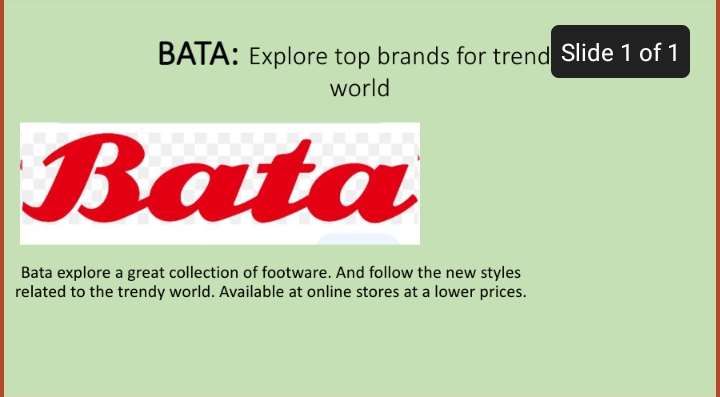 BATA: Explore top brands for trend
Slide 1 of 1
world
Bata
Bata explore a great collection of footware. And follow the new styles
related to the trendy world. Available at online stores at a lower prices.